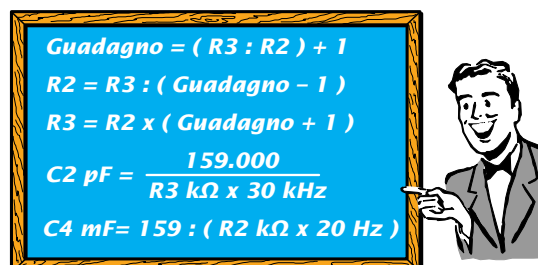 Guadagno = ( R3 : R2 ) + 1
R2 = R3 : ( Guadagno – 1 )
R3 = R2 x ( Guadagno + 1 )
C2 pF = 159.000
R3 kΩ x 30 kHz
C4 mF= 159 : ( R2 kΩ x 20 Hz )